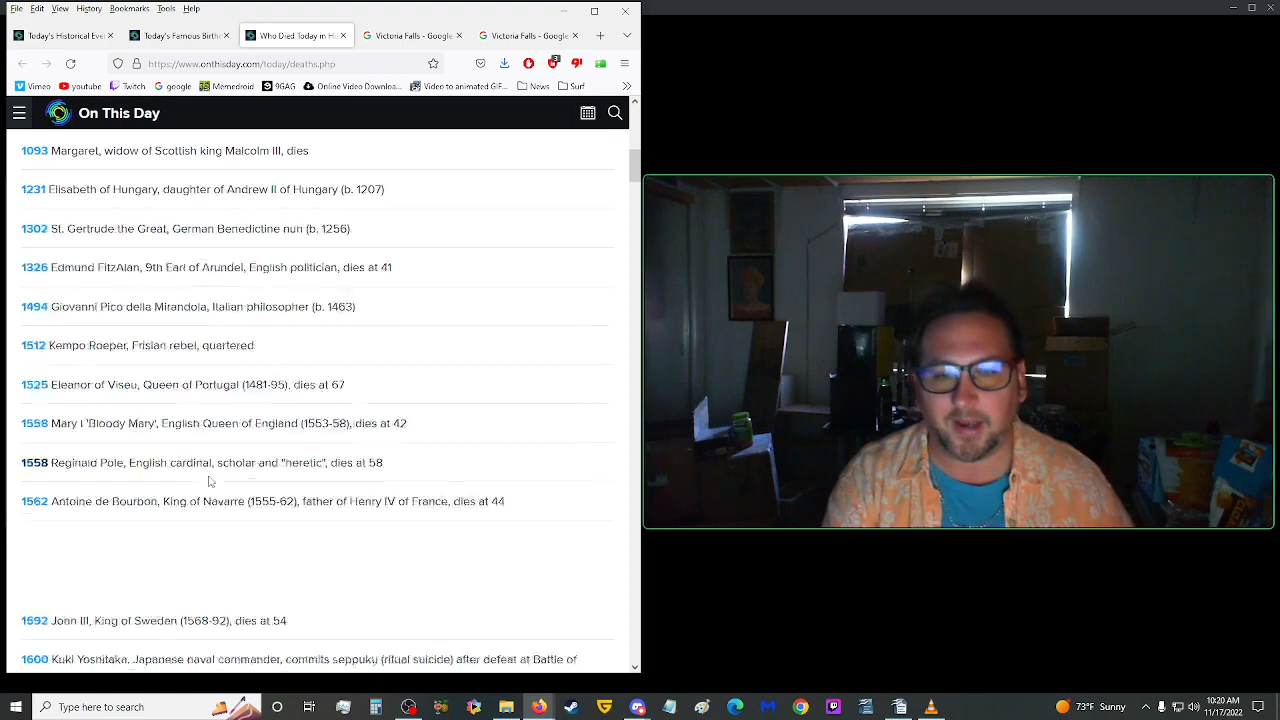 File Edit View History Bookmarks Tools Help
Today's Historical Eve
Today's Famous Birth
Who Died Today in Hi
Victoria Falls - Google
Victoria Falls - Google
https://www.onthisday.com/today/deaths.php
3
Vimeo youtube Twitch google Memedroid 9GAG Online Video Downloa... Video to animated GIF... News Surf
On This Day
1093 Margaret, widow of Scottish king Malcolm III, dies
1231 Elisabeth of Hungary, daughter of Andrew II of Hungary (b. 1207)
1302 St. Gertrude the Great, German Benedictine nun (b. 1256)
1326 Edmund FitzAlan, 9th Earl of Arundel, English politician, dies at 41
1494 Giovanni Pico della Mirandola, Italian philosopher (b. 1463)
1512 Kempo Roeper, Frisian rebel, quartered
1525 Eleanor of Viseu, Queen of Portugal (1481-95), dies at 67
1558 Mary I 'Bloody Mary', English Queen of England (1553-58), dies at 42
1558 Reginald Pole, English cardinal, scholar and "heretic", dies at 58
1562 Antoine de Bourbon, King of Navarre (1555-62), father of Henry IV of France, dies at 44
1592 John III, King of Sweden (1568-92), dies at 54
1600 Kuki Yoshitaka, Japanese naval commander, commits seppuku (ritual suicide) after defeat at Battle of
Type here to search
73°F Sunny
10:20 AM
11/17/2022